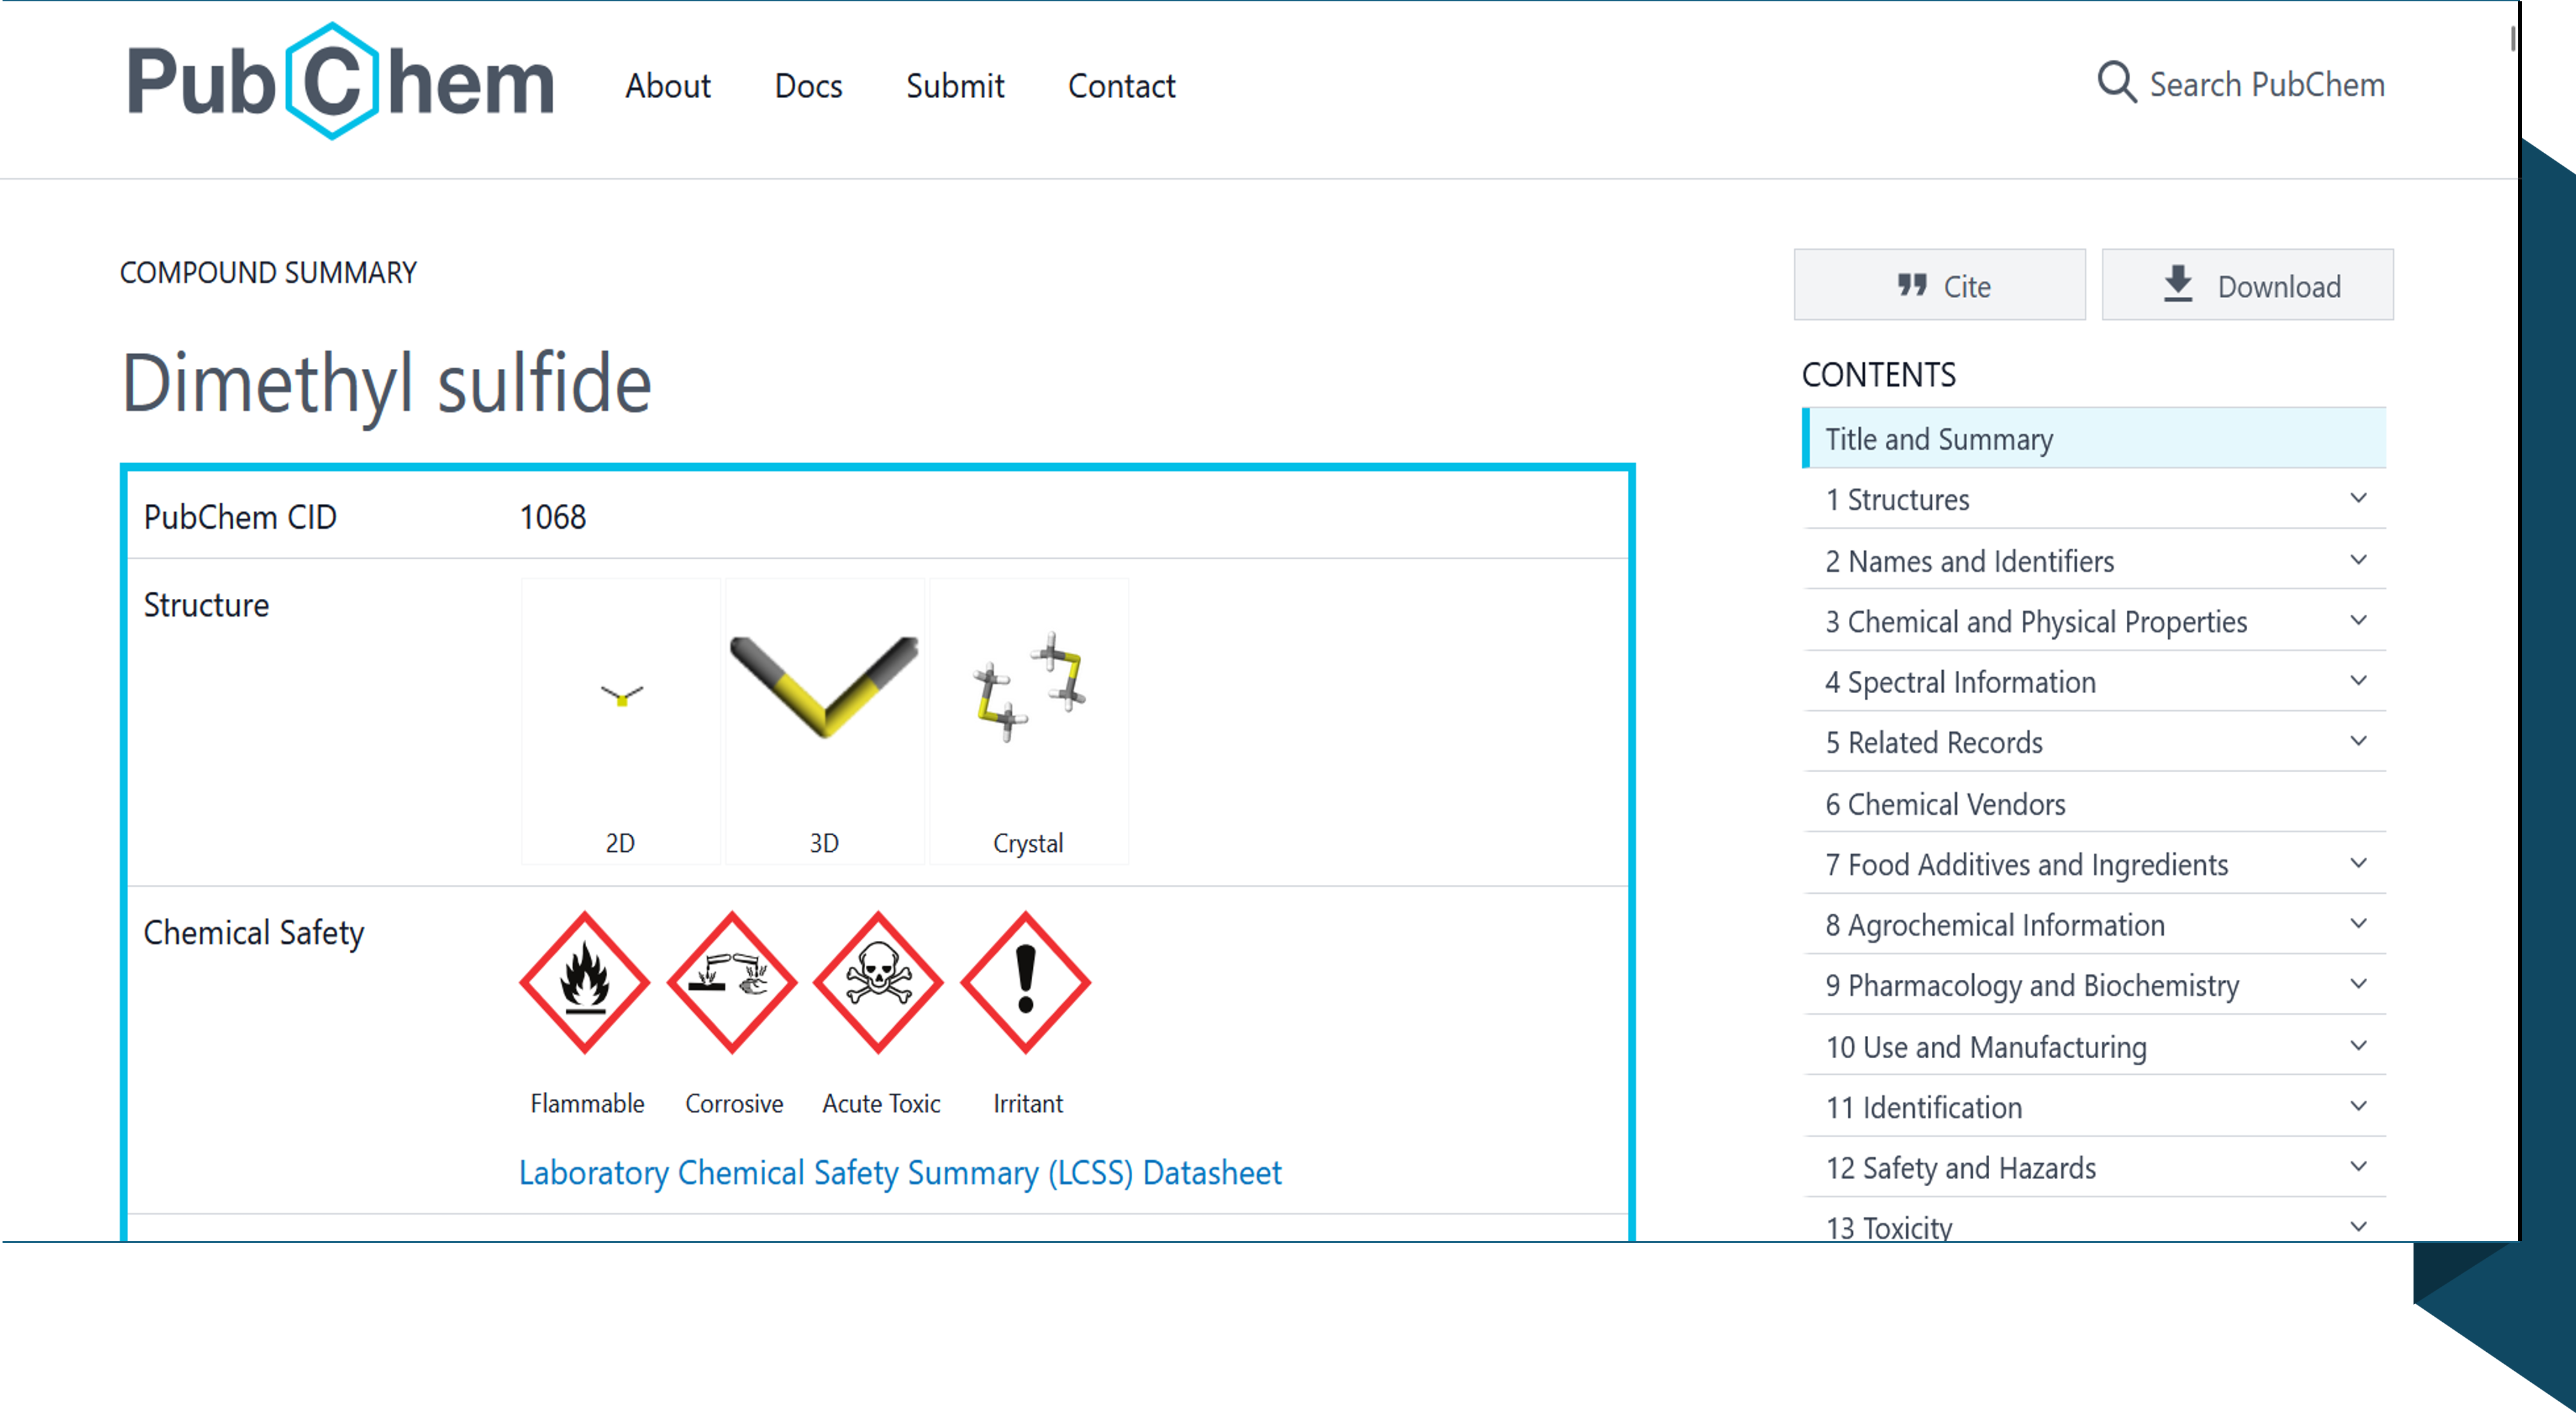 PubChem
About
Docs
Submit
Contact
Search PubChem
COMPOUND SUMMARY
Cite
Download
Dimethyl sulfide
PubChem CID
1068
Structure
2D
3D
Crystal
Chemical Safety
Flammable
Corrosive
Acute Toxic
Irritant
Laboratory Chemical Safety Summary (LCSS) Datasheet
CONTENTS
Title and Summary
1 Structures
2 Names and Identifiers
3 Chemical and Physical Properties
4 Spectral Information
5 Related Records
6 Chemical Vendors
7 Food Additives and Ingredients
8 Agrochemical Information
9 Pharmacology and Biochemistry
10 Use and Manufacturing
11 Identification
12 Safety and Hazards
13 Toxicity